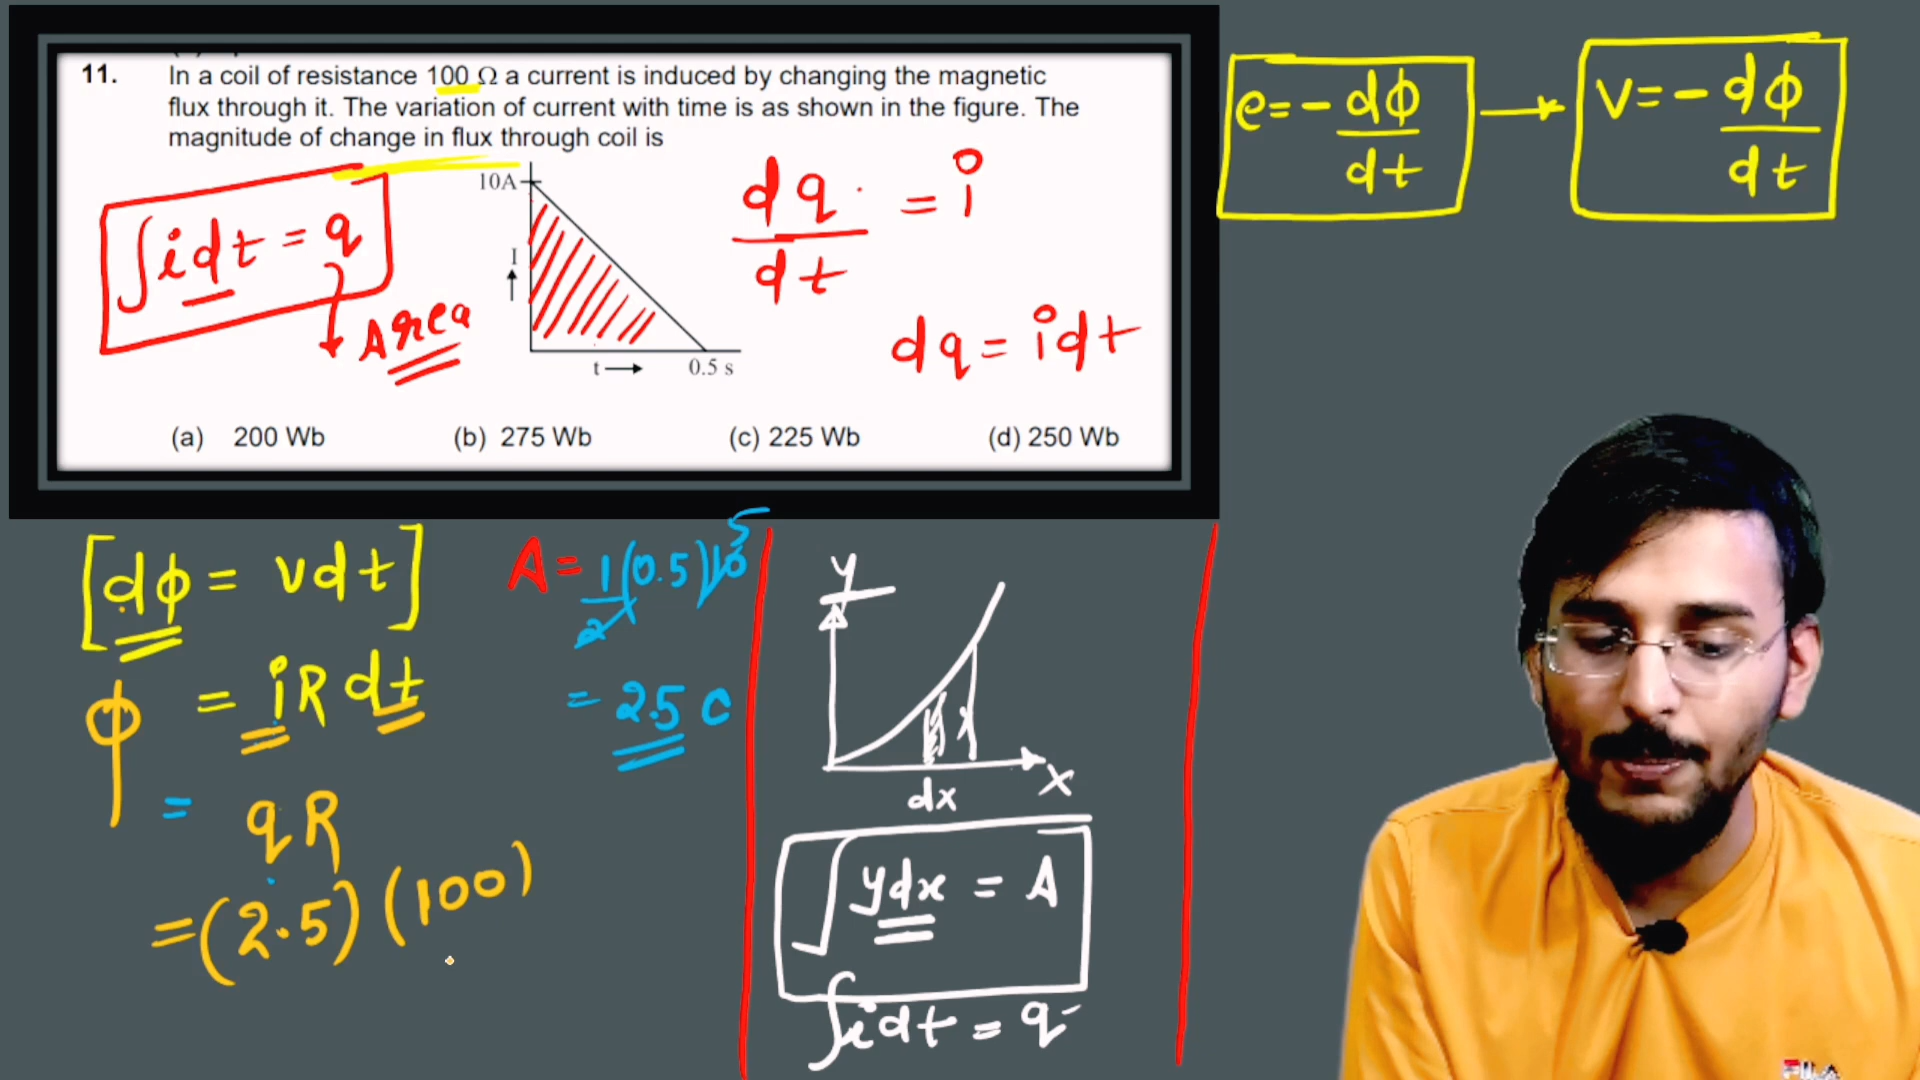 11. In a coil of resistance 100 Ω a current is induced by changing the magnetic
flux through it. The variation of current with time is as shown in the figure. The
magnitude of change in flux through coil is
10A
I
t
0.5 s
(a) 200 Wb (b) 275 Wb (c) 225 Wb (d) 250 Wb
∫idt = q
Area
dq/dt = i
dq = idt
e = -dϕ/dt → V = -dϕ/dt
[dϕ = vdt]
= iRdt
ϕ = qR
= (2.5)(100)
A = 1/2 (0.5) 10 5
= 2.5 C
y
x
dx
∫ydx = A
∫idt = q
FILA